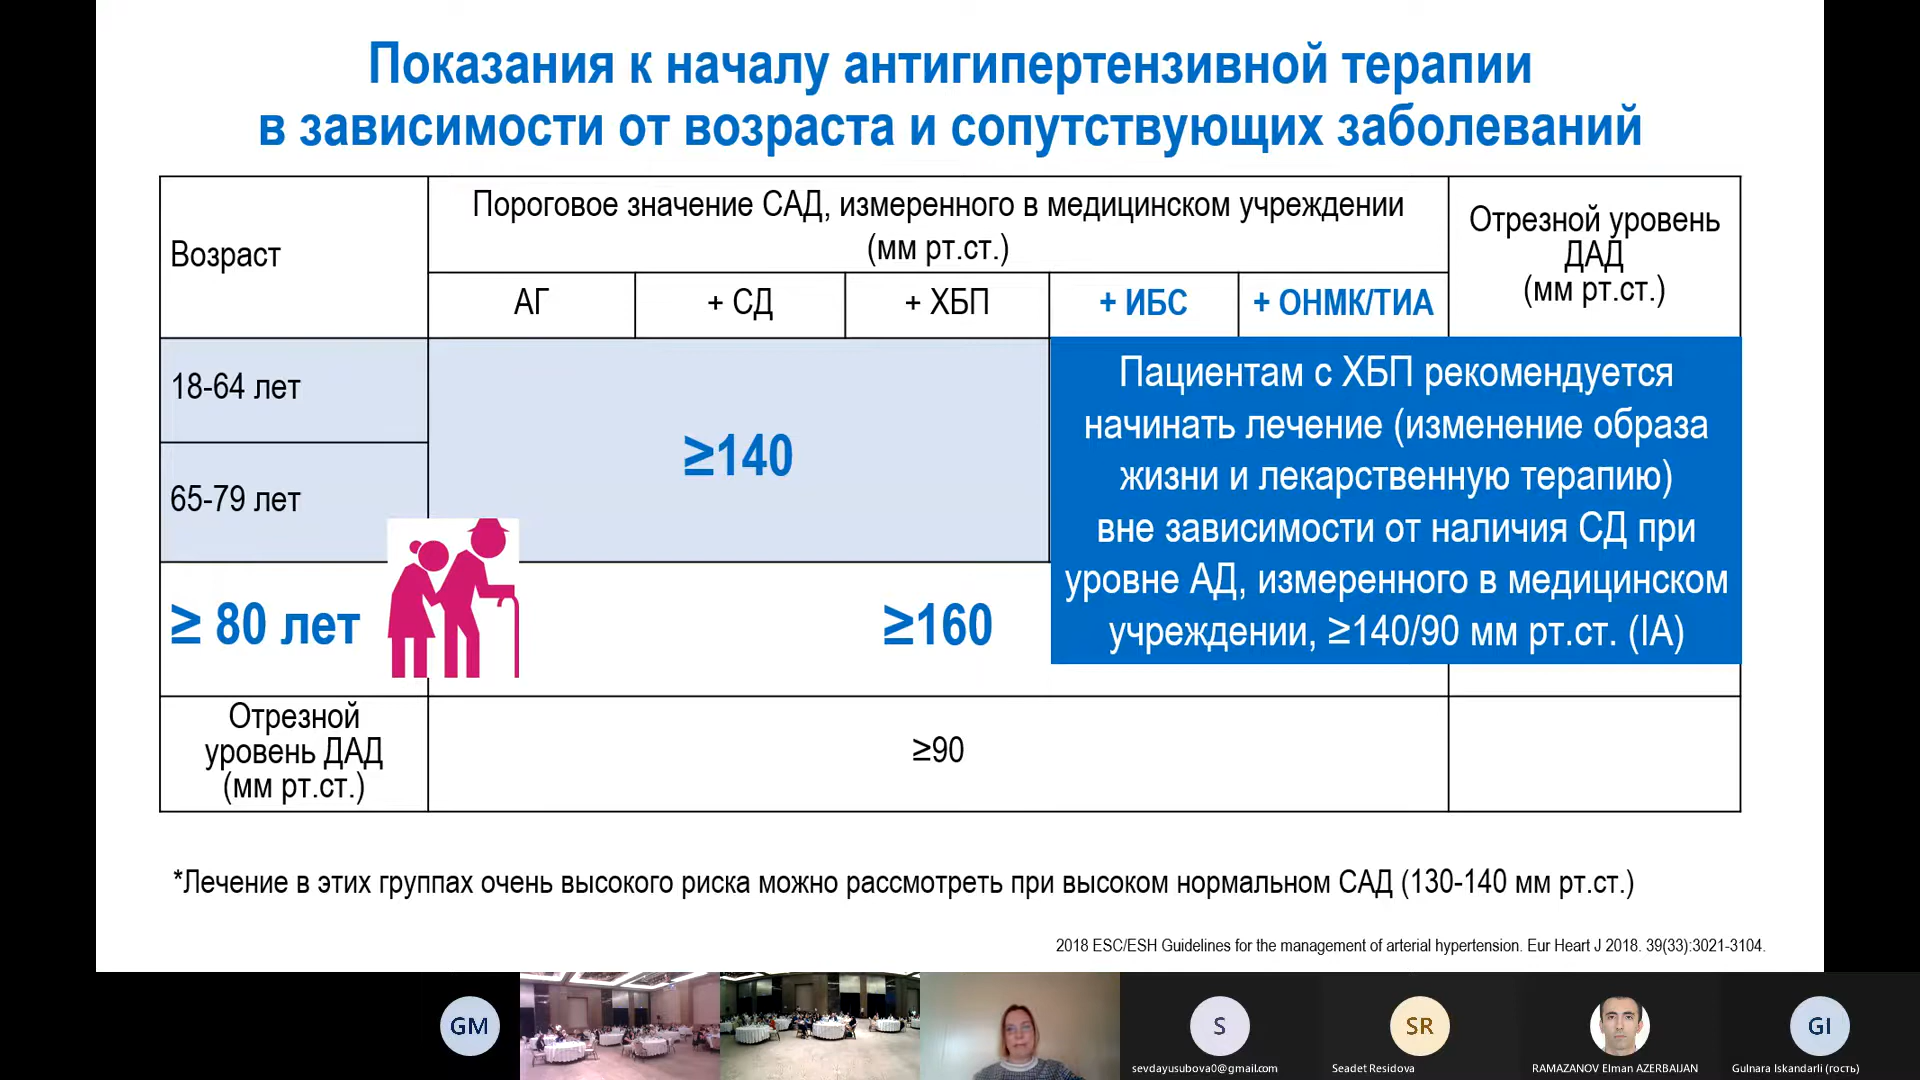 Показания к началу антигипертензивной терапии
в зависимости от возраста и сопутствующих заболеваний
Возраст
Пороговое значение САД, измеренного в медицинском учреждении
(мм рт.ст.)
Отрезной уровень
ДАД
(мм рт.ст.)
АГ
+ СД
+ ХБП
+ ИБС
+ ОНМК/ТИА
18-64 лет
65-79 лет
≥140
Пациентам с ХБП рекомендуется
начинать лечение (изменение образа
жизни и лекарственную терапию)
вне зависимости от наличия СД при
уровне АД, измеренного в медицинском
учреждении, ≥140/90 мм рт.ст. (IA)
≥ 80 лет
≥160
Отрезной
уровень ДАД
(мм рт.ст.)
≥90
*Лечение в этих группах очень высокого риска можно рассмотреть при высоком нормальном САД (130-140 мм рт.ст.)
2018 ESC/ESH Guidelines for the management of arterial hypertension. Eur Heart J 2018. 39(33):3021-3104.
GM
S
SR
GI
sevdayusubova0@gmail.com
Seadet Residova
RAMAZANOV Elman AZERBAIJAN
Gulnara Iskandarli (гость)